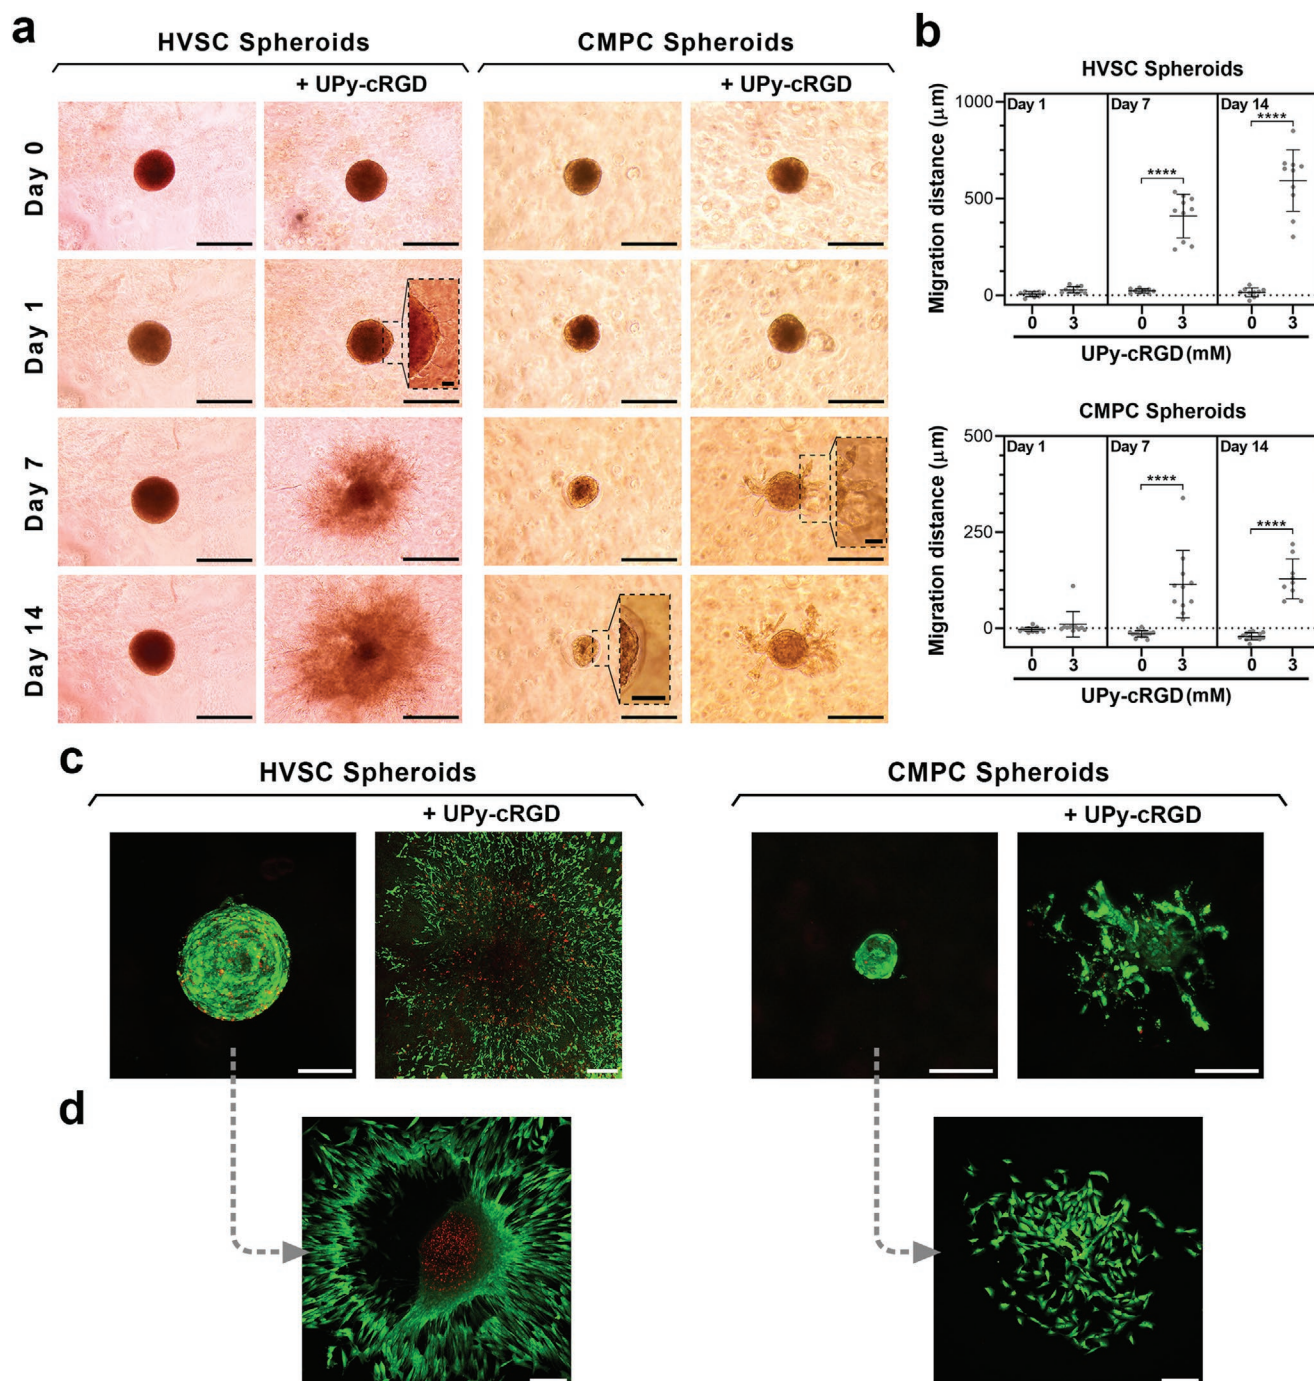 a
HVSC Spheroids
CMPC Spheroids
+ UPy-cRGD
+ UPy-cRGD
Day 0
Day 1
Day 7
Day 14
b
HVSC Spheroids
Migration distance (μm)
1000
500
0
Day 1
Day 7
Day 14
****
****
0 3 0 3 0 3
UPy-cRGD (mM)
CMPC Spheroids
Migration distance (μm)
500
250
0
Day 1
Day 7
Day 14
****
****
0 3 0 3 0 3
UPy-cRGD (mM)
c
HVSC Spheroids
CMPC Spheroids
+ UPy-cRGD
+ UPy-cRGD
d